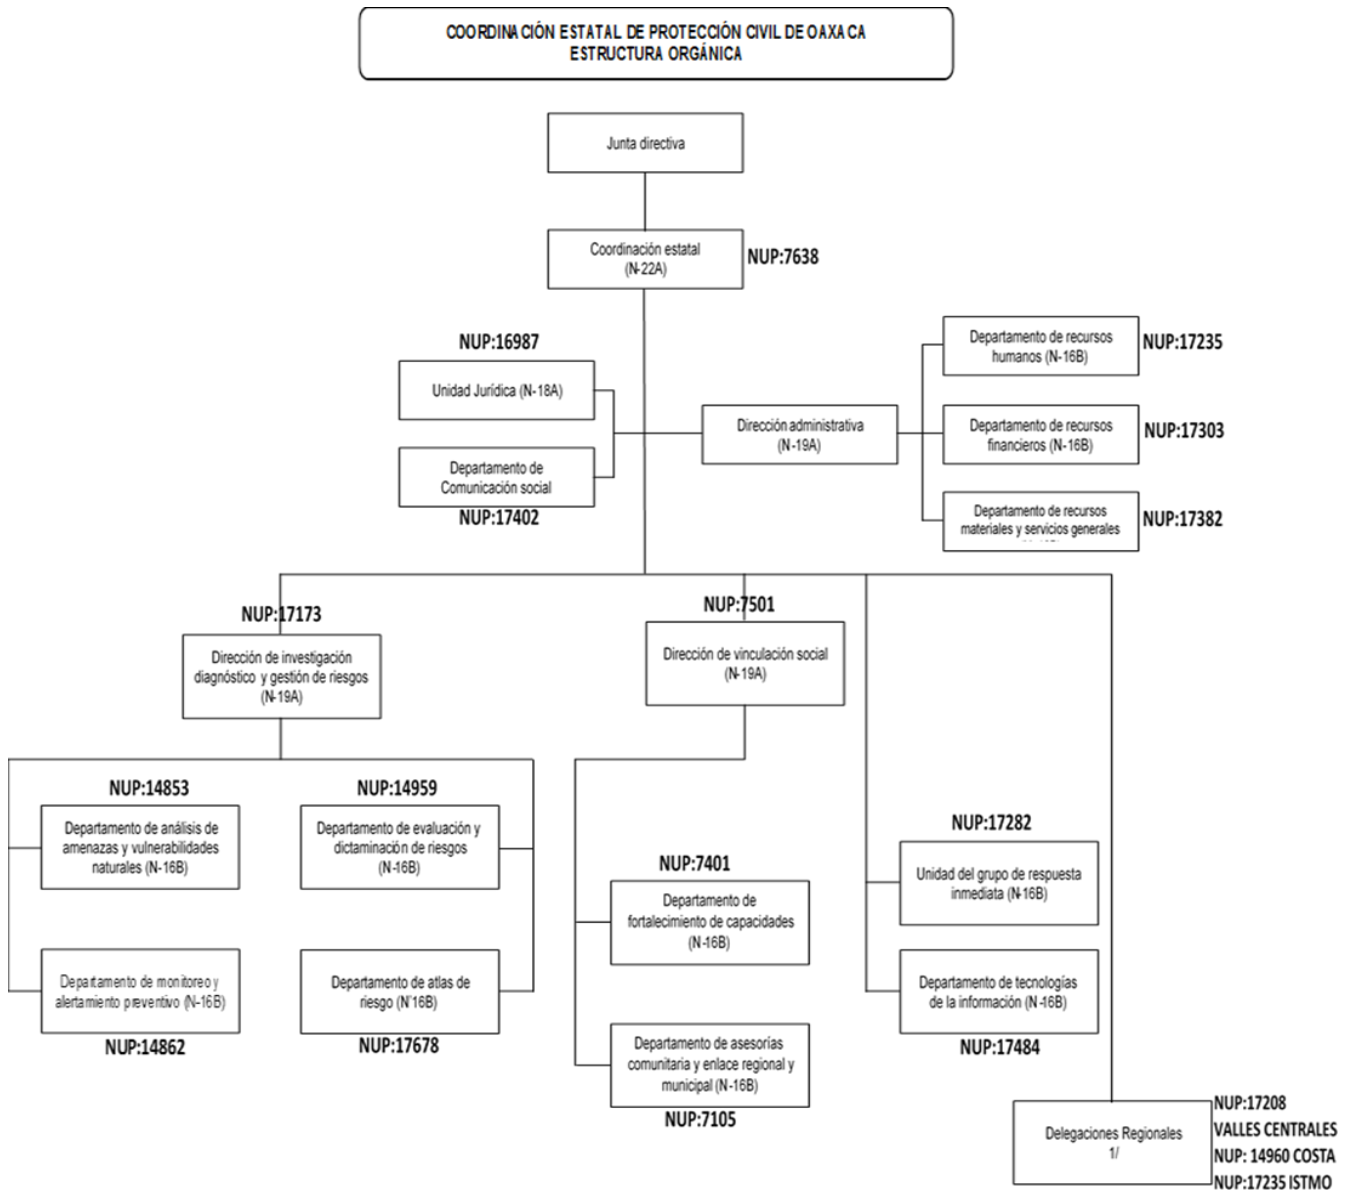 COORDINACIÓN ESTATAL DE PROTECCIÓN CIVIL DE OAXACA
ESTRUCTURA ORGÁNICA
Junta directiva
Coordinación estatal
(N-22A)
NUP:7638
NUP:16987
Unidad Jurídica (N-18A)
Departamento de
Comunicación social
NUP:17402
Dirección administrativa
(N-19A)
Departamento de recursos
humanos (N-16B)
NUP:17235
Departamento de recursos
financieros (N-16B)
NUP:17303
Departamento de recursos
materiales y servicios generales
NUP:17382
NUP:17173
Dirección de investigación
diagnóstico y gestión de riesgos
(N-19A)
NUP:7501
Dirección de vinculación social
(N-19A)
NUP:14853
Departamento de análisis de
amenazas y vulnerabilidades
naturales (N-16B)
NUP:14959
Departamento de evaluación y
dictaminación de riesgos
(N-16B)
Departamento de monitoreo y
alertamiento preventivo (N-16B)
NUP:14862
Departamento de atlas de
riesgo (N'16B)
NUP:17678
NUP:7401
Departamento de
fortalecimiento de capacidades
(N-16B)
Departamento de asesorías
comunitaria y enlace regional y
municipal (N-16B)
NUP:7105
NUP:17282
Unidad del grupo de respuesta
inmediata (N-16B)
Departamento de tecnologías
de la información (N-16B)
NUP:17484
Delegaciones Regionales
1/
NUP:17208
VALLES CENTRALES
NUP: 14960 COSTA
NUP:17235 ISTMO